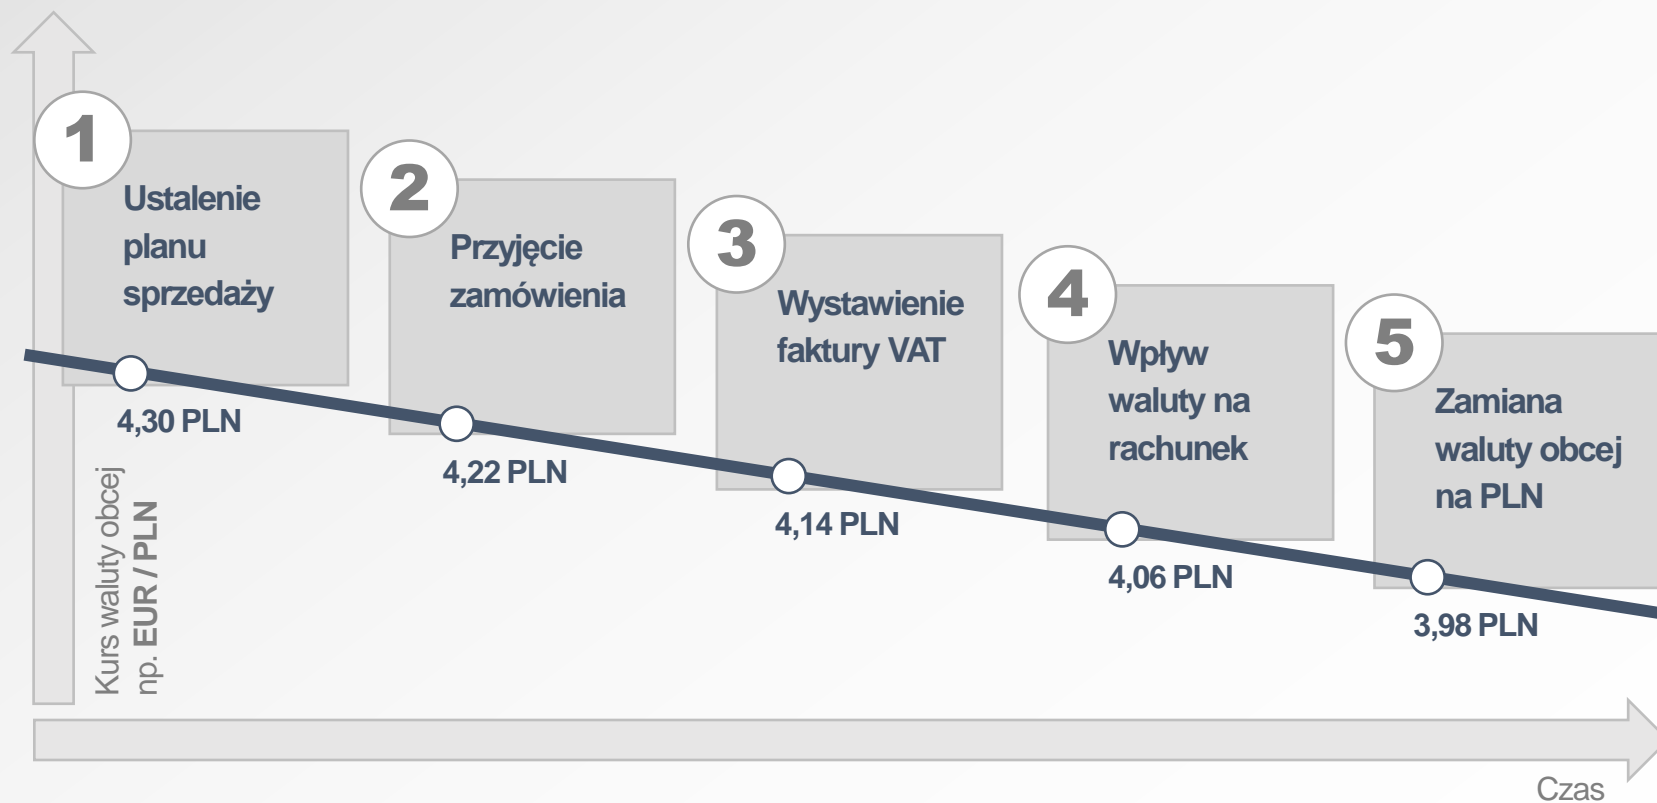 1
Ustalenie
planu
sprzedaży
4,30 PLN
2
Przyjęcie
zamówienia
4,22 PLN
3
Wystawienie
faktury VAT
4,14 PLN
4
Wpływ
waluty na
rachunek
4,06 PLN
5
Zamiana
waluty obcej
na PLN
3,98 PLN
Kurs waluty obcej
np. EUR / PLN
Czas